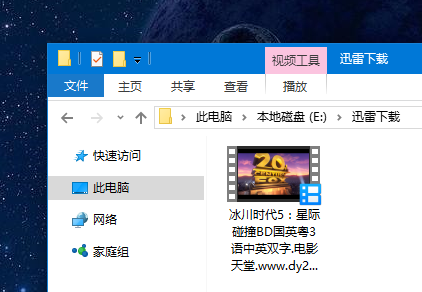 视频工具
迅雷下载
文件
主页
共享
查看
播放
此电脑
本地磁盘 (E:)
迅雷下载
快速访问
此电脑
网络
家庭组
20
冰川时代5：星际
碰撞BD国英粤3
语中英双字.电影
天堂.www.dy2...